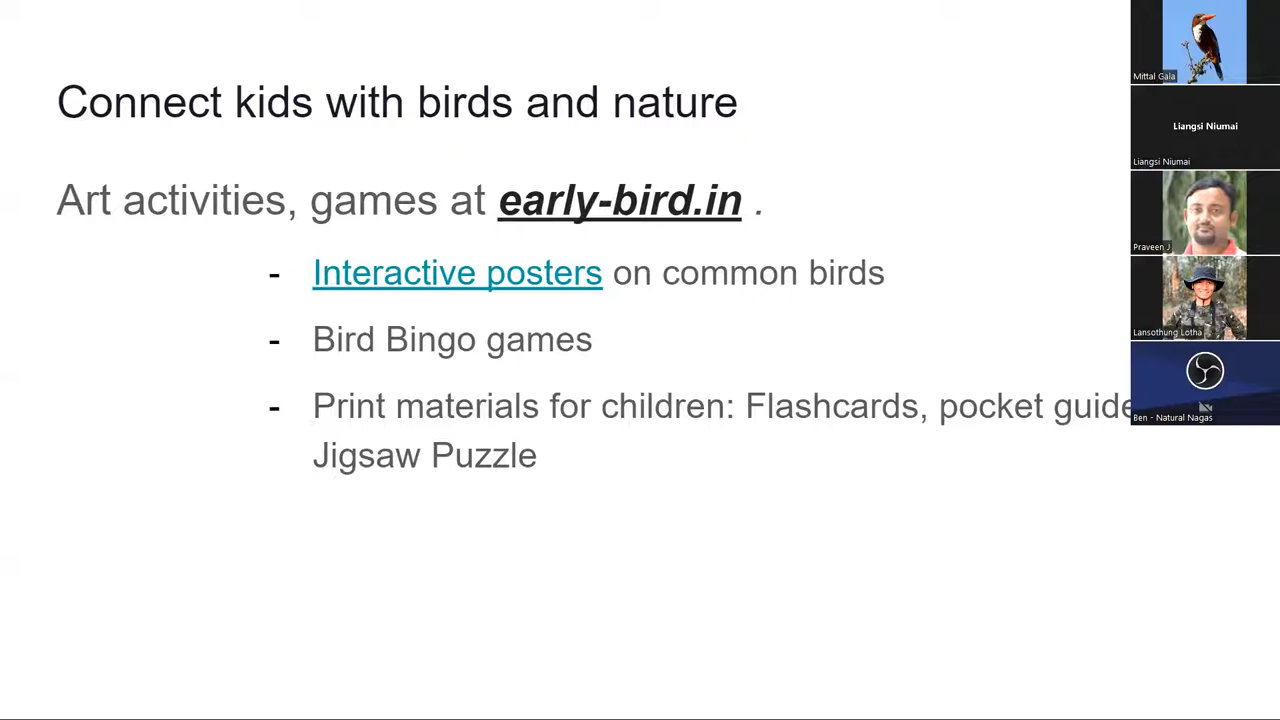 Connect kids with birds and nature
Art activities, games at early-bird.in .
- Interactive posters on common birds
- Bird Bingo games
- Print materials for children: Flashcards, pocket guide
Jigsaw Puzzle
Mittal Gala
Liangsi Niumai
Liangsi Niumai
Praveen J
Lansothung Lotha
Ben - Natural Nagas